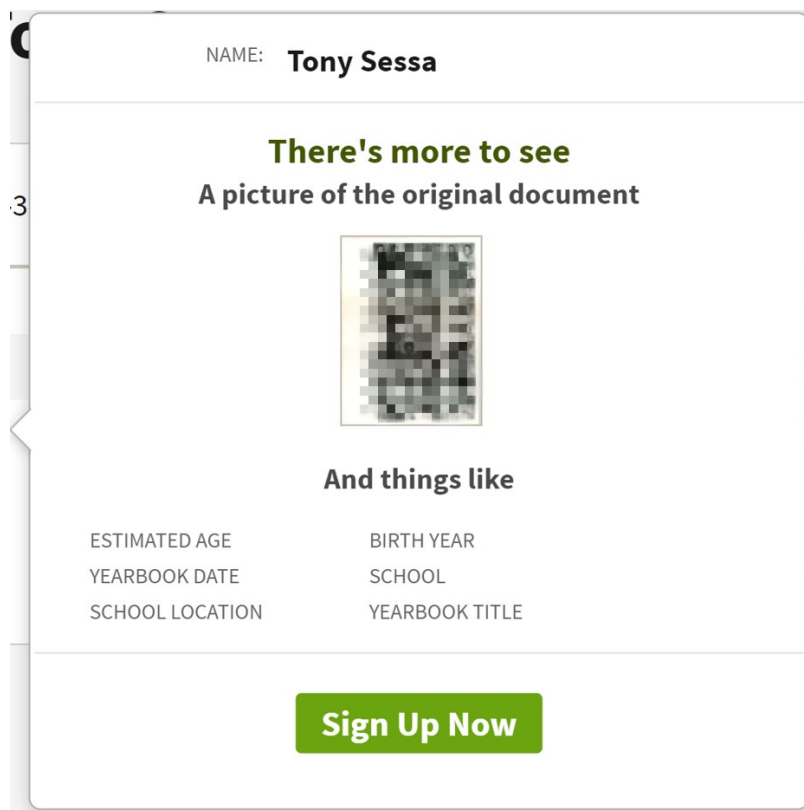 NAME: Tony Sessa
There's more to see
A picture of the original document
And things like
ESTIMATED AGE BIRTH YEAR
YEARBOOK DATE SCHOOL
SCHOOL LOCATION YEARBOOK TITLE
Sign Up Now